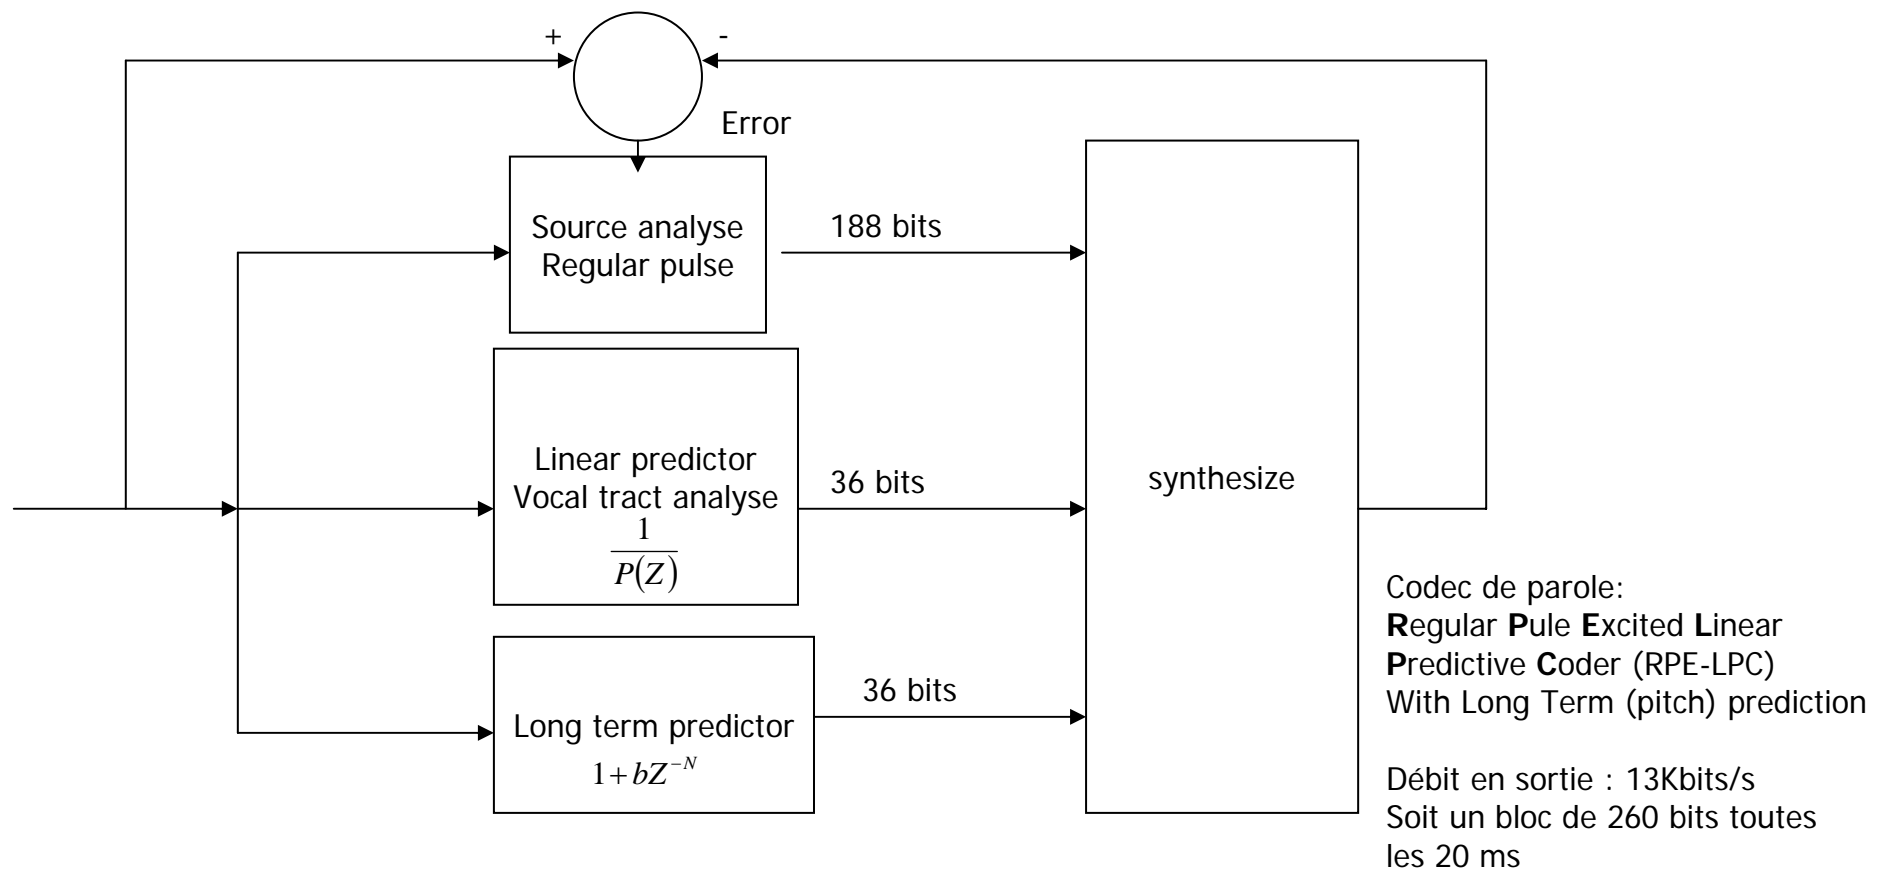 +
-
Error
Source analyse
Regular pulse
188 bits
Linear predictor
Vocal tract analyse
1
P(Z)
36 bits
synthesize
Long term predictor
1+bZ^{-N}
36 bits
Codec de parole:
Regular Pule Excited Linear
Predictive Coder (RPE-LPC)
With Long Term (pitch) prediction
Débit en sortie : 13Kbits/s
Soit un bloc de 260 bits toutes
les 20 ms